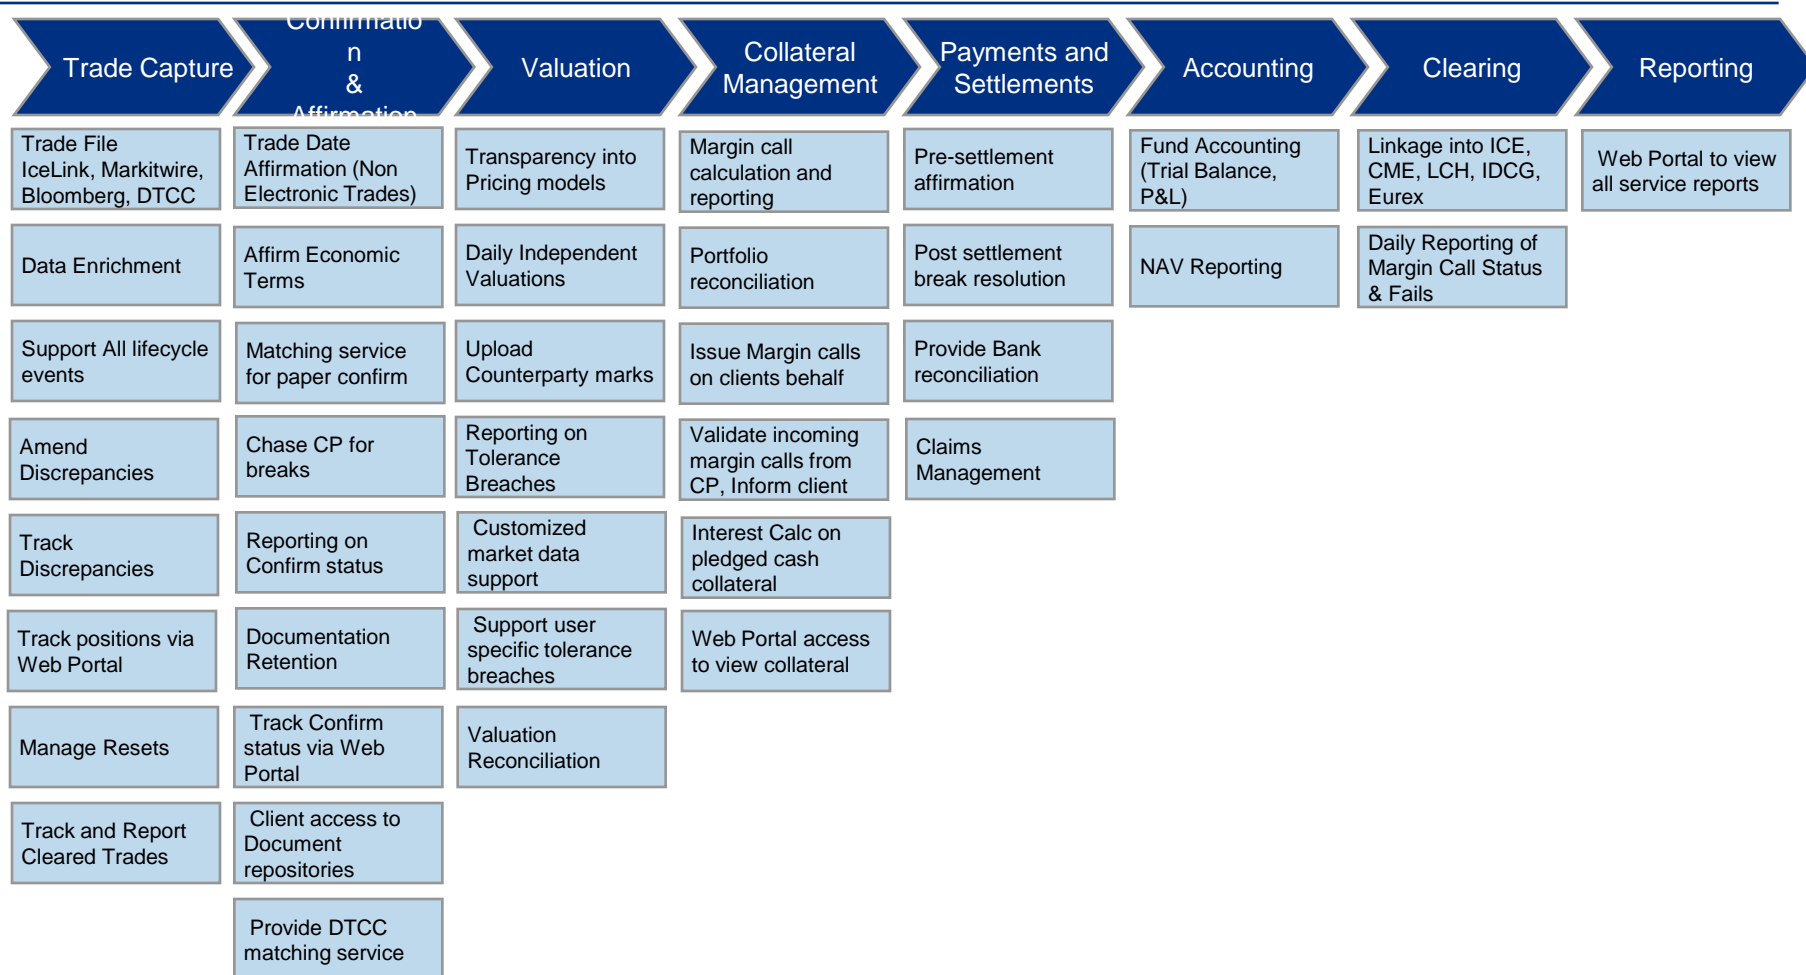 Trade Capture
Confirmatio
n
&
Affirmation
Valuation
Collateral
Management
Payments and
Settlements
Accounting
Clearing
Reporting
Trade File
IceLink, Markitwire,
Bloomberg, DTCC
Data Enrichment
Support All lifecycle
events
Amend
Discrepancies
Track
Discrepancies
Track positions via
Web Portal
Manage Resets
Track and Report
Cleared Trades
Trade Date
Affirmation (Non
Electronic Trades)
Affirm Economic
Terms
Matching service
for paper confirm
Chase CP for
breaks
Reporting on
Confirm status
Documentation
Retention
Track Confirm
status via Web
Portal
Client access to
Document
repositories
Provide DTCC
matching service
Transparency into
Pricing models
Daily Independent
Valuations
Upload
Counterparty marks
Reporting on
Tolerance
Breaches
Customized
market data
support
Support user
specific tolerance
breaches
Valuation
Reconciliation
Margin call
calculation and
reporting
Portfolio
reconciliation
Issue Margin calls
on clients behalf
Validate incoming
margin calls from
CP, Inform client
Interest Calc on
pledged cash
collateral
Web Portal access
to view collateral
Pre-settlement
affirmation
Post settlement
break resolution
Provide Bank
reconciliation
Claims
Management
Fund Accounting
(Trial Balance,
P&L)
NAV Reporting
Linkage into ICE,
CME, LCH, IDCG,
Eurex
Daily Reporting of
Margin Call Status
& Fails
Web Portal to view
all service reports